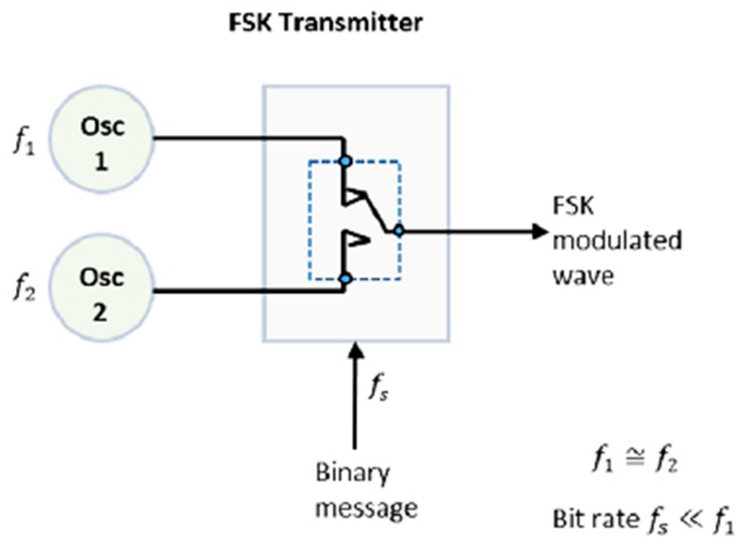 FSK Transmitter
Osc
1
f₁
Osc
2
f₂
FSK
modulated
wave
fₛ
Binary
message
f₁ ≅ f₂
Bit rate fₛ ≪ f₁